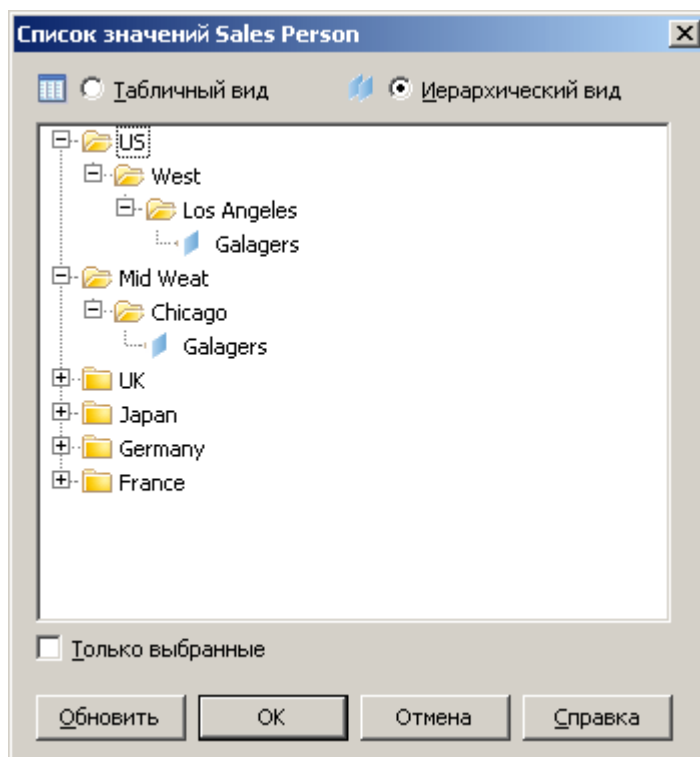 Список значений Sales Person
Табличный вид Иерархический вид
US
West
Los Angeles
Galagers
Mid Weat
Chicago
Galagers
UK
Japan
Germany
France
Только выбранные
Обновить OK Отмена Справка